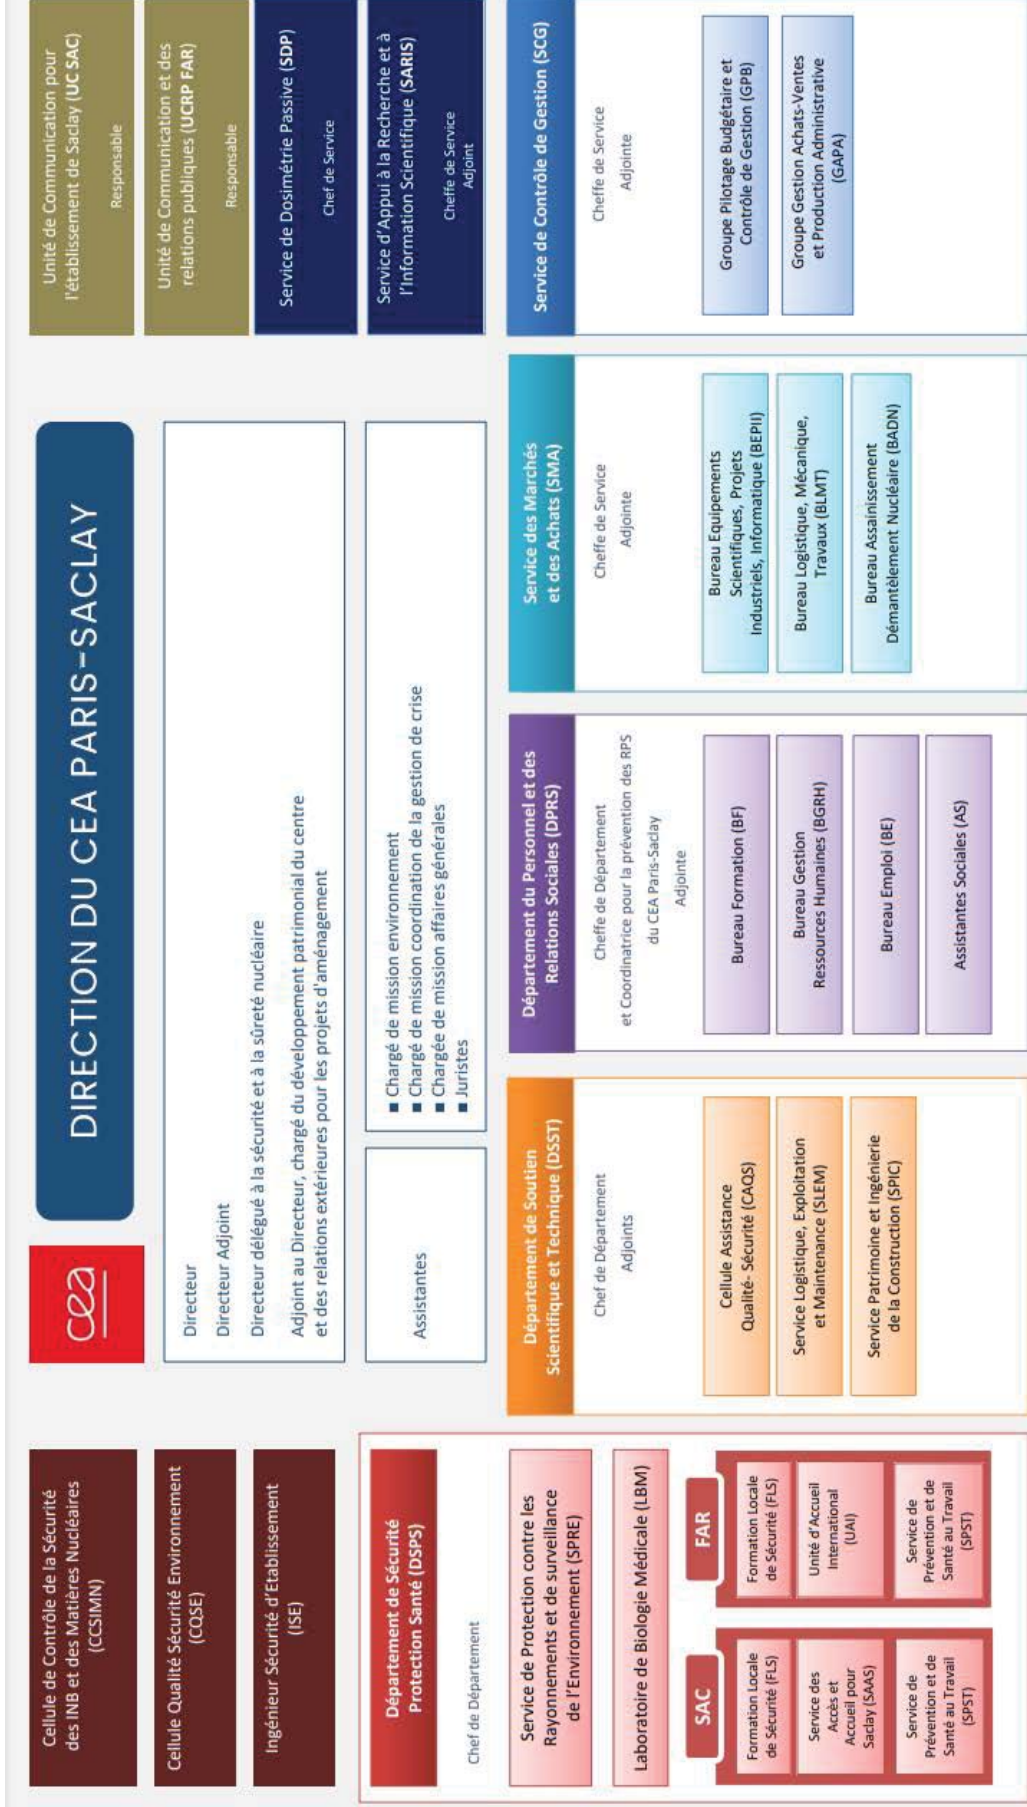 cea
DIRECTION DU CEA PARIS-SACLAY
Cellule de Contrôle de la Sécurité
des INB et des Matières Nucléaires
(CCSIMN)
Cellule Qualité Sécurité Environnement
(CQSE)
Ingénieur Sécurité d'Etablissement
(ISE)
Directeur
Directeur Adjoint
Directeur délégué à la sécurité et à la sûreté nucléaire
Adjoint au Directeur, chargé du développement patrimonial du centre
et des relations extérieures pour les projets d'aménagement
Assistantes
■ Chargé de mission environnement
■ Chargé de mission coordination de la gestion de crise
■ Chargée de mission affaires générales
■ Juristes
Unité de Communication pour
l'établissement de Saclay (UC SAC)
Responsable
Unité de Communication et des
relations publiques (UCRP FAR)
Responsable
Service de Dosimétrie Passive (SDP)
Chef de Service
Service d'Appui à la Recherche et à
l'Information Scientifique (SARIS)
Cheffe de Service
Adjoint
Département de Sécurité
Protection Santé (DSPS)
Chef de Département
Service de Protection contre les
Rayonnements et de surveillance
de l'Environnement (SPRE)
Laboratoire de Biologie Médicale (LBM)
SAC
Formation Locale
de Sécurité (FLS)
Service des
Accès et
Accueil pour
Saclay (SAAS)
Service de
Prévention et de
Santé au Travail
(SPST)
FAR
Formation Locale
de Sécurité (FLS)
Unité d'Accueil
International
(UAI)
Service de
Prévention et de
Santé au Travail
(SPST)
Département de Soutien
Scientifique et Technique (DSST)
Chef de Département
Adjoints
Cellule Assistance
Qualité- Sécurité (CAQS)
Service Logistique, Exploitation
et Maintenance (SLEM)
Service Patrimoine et Ingénierie
de la Construction (SPIC)
Département du Personnel et des
Relations Sociales (DPRS)
Cheffe de Département
et Coordinatrice pour la prévention des RPS
du CEA Paris-Saclay
Adjointe
Bureau Formation (BF)
Bureau Gestion
Ressources Humaines (BGRH)
Bureau Emploi (BE)
Assistantes Sociales (AS)
Service des Marchés
et des Achats (SMA)
Cheffe de Service
Adjointe
Bureau Equipements
Scientifiques, Projets
Industriels, Informatique (BEPII)
Bureau Logistique, Mécanique,
Travaux (BLMT)
Bureau Assainissement
Démantèlement Nucléaire (BADN)
Service de Contrôle de Gestion (SCG)
Cheffe de Service
Adjointe
Groupe Pilotage Budgétaire et
Contrôle de Gestion (GPB)
Groupe Gestion Achats-Ventes
et Production Administrative
(GAPA)